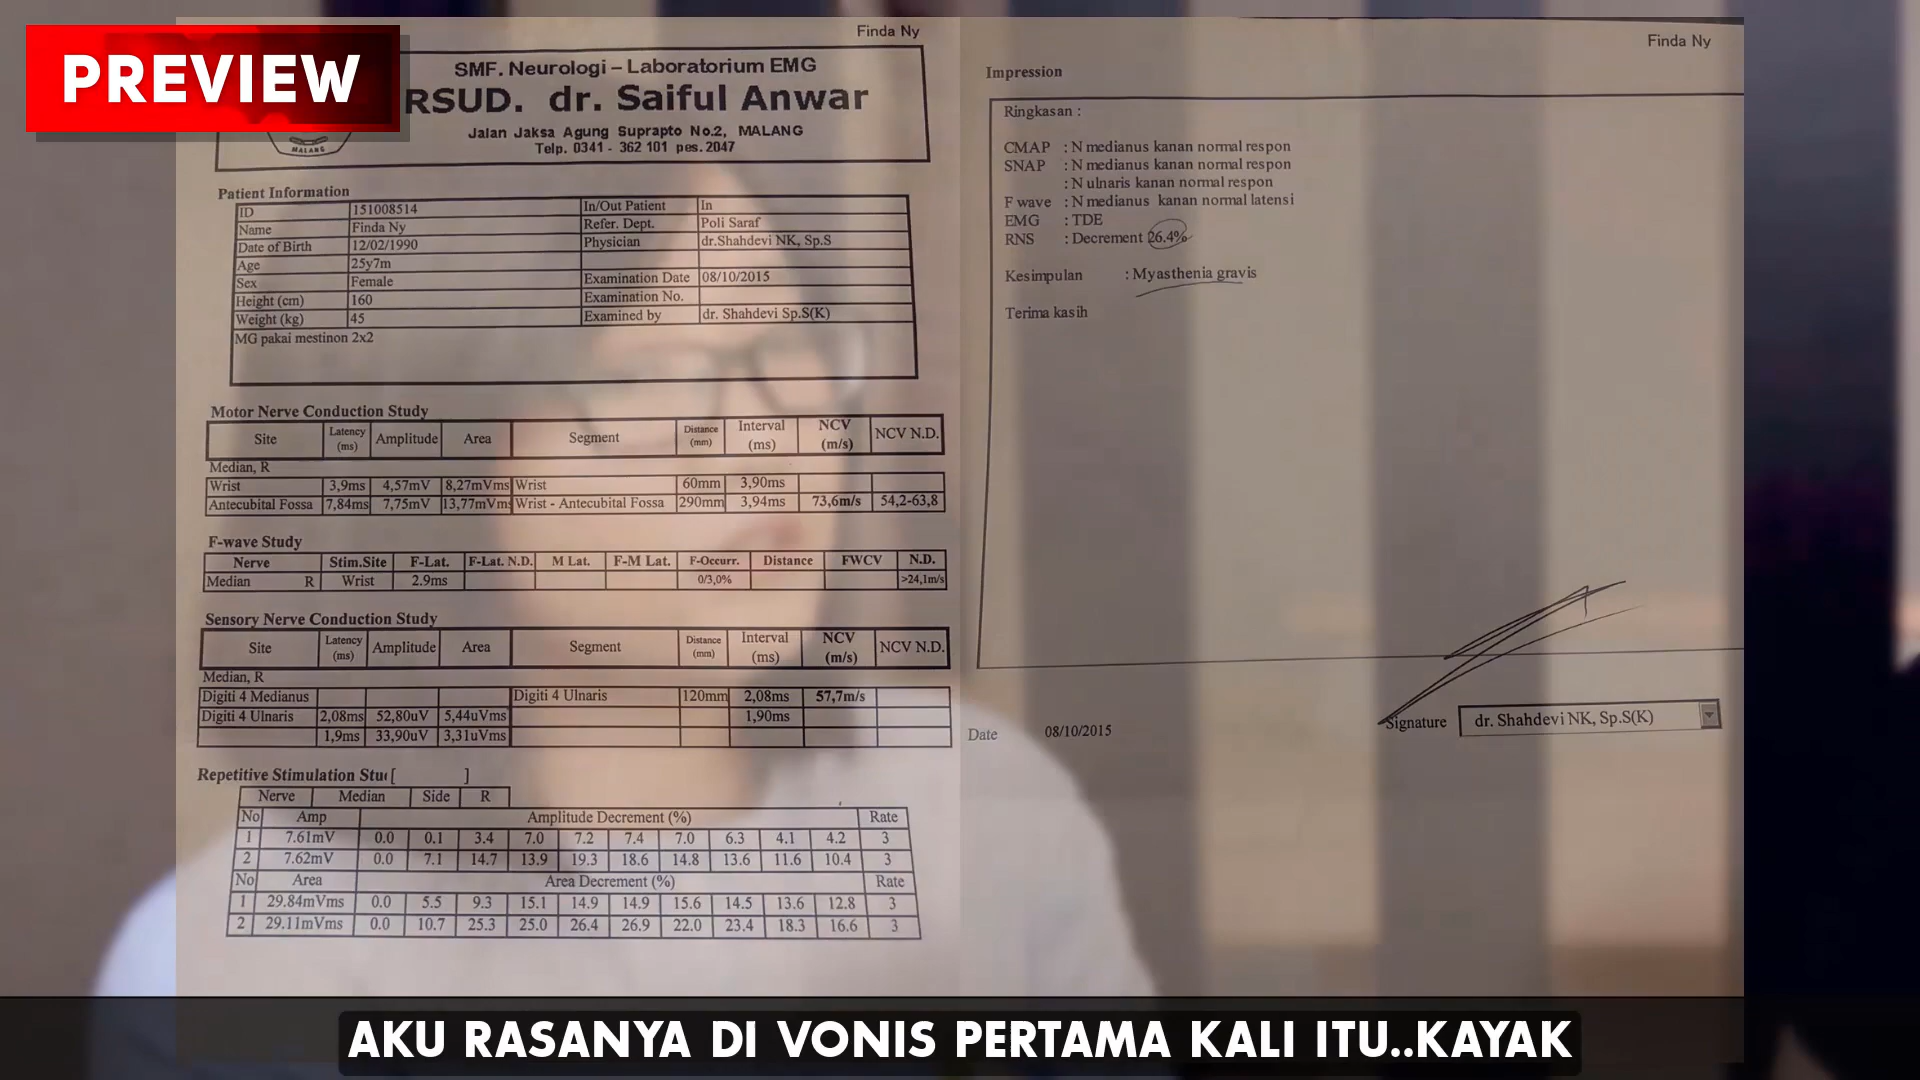 PREVIEW
Finda Ny
SMF. Neurologi – Laboratorium EMG
RSUD. dr. Saiful Anwar
Jalan Jaksa Agung Suprapto No.2, MALANG
Telp. 0341 - 362 101 pes. 2047
MALANG
Patient Information
ID 151008514 In/Out Patient In
Name Finda Ny Refer. Dept. Poli Saraf
Date of Birth 12/02/1990 Physician dr.Shahdevi NK, Sp.S
Age 25y7m
Sex Female Examination Date 08/10/2015
Height (cm) 160 Examination No.
Weight (kg) 45 Examined by dr. Shahdevi Sp.S(K)
MG pakai mestinon 2x2
Motor Nerve Conduction Study
Site Latency (ms) Amplitude Area Segment Distance (mm) Interval (ms) NCV (m/s) NCV N.D.
Median, R
Wrist 3,9ms 4,57mV 8,27mVms Wrist 60mm 3,90ms
Antecubital Fossa 7,84ms 7,75mV 13,77mVms Wrist - Antecubital Fossa 290mm 3,94ms 73,6m/s 54,2-63,8
F-wave Study
Nerve Stim.Site F-Lat. F-Lat. N.D. M Lat. F-M Lat. F-Occurr. Distance FWCV N.D.
Median R Wrist 2.9ms 0/3,0% >24,1m/s
Sensory Nerve Conduction Study
Site Latency (ms) Amplitude Area Segment Distance (mm) Interval (ms) NCV (m/s) NCV N.D.
Median, R
Digiti 4 Medianus Digiti 4 Ulnaris 120mm 2,08ms 57,7m/s
Digiti 4 Ulnaris 2,08ms 52,80uV 5,44uVms 1,90ms
1,9ms 33,90uV 3,31uVms
Repetitive Stimulation Stu [ ]
Nerve Median Side R
No Amp Amplitude Decrement (%) Rate
1 7.61mV 0.0 0.1 3.4 7.0 7.2 7.4 7.0 6.3 4.1 4.2 3
2 7.62mV 0.0 7.1 14.7 13.9 19.3 18.6 14.8 13.6 11.6 10.4 3
No Area Area Decrement (%) Rate
1 29.84mVms 0.0 5.5 9.3 15.1 14.9 14.9 15.6 14.5 13.6 12.8 3
2 29.11mVms 0.0 10.7 25.3 25.0 26.4 26.9 22.0 23.4 18.3 16.6 3
Finda Ny
Impression
Ringkasan :
CMAP : N medianus kanan normal respon
SNAP : N medianus kanan normal respon
: N ulnaris kanan normal respon
F wave : N medianus kanan normal latensi
EMG : TDE
RNS : Decrement 26.4%
Kesimpulan : Myasthenia gravis
Terima kasih
Date 08/10/2015
Signature dr. Shahdevi NK, Sp.S(K)
AKU RASANYA DI VONIS PERTAMA KALI ITU..KAYAK